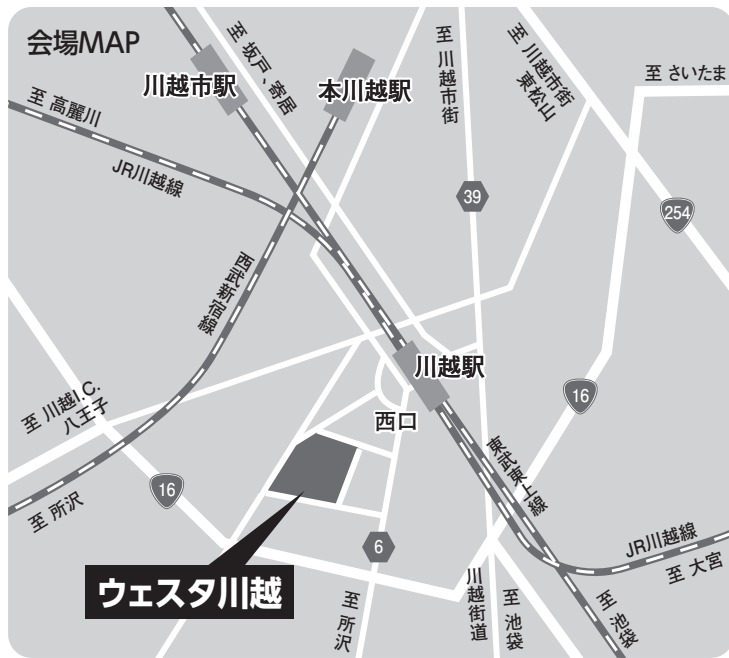 会場MAP
至 坂戸、寄居
川越市駅
本川越駅
至 川越市街
至 川越市街
東松山
至 さいたま
至 高麗川
JR川越線
39
254
西武新宿線
川越駅
16
西口
至 川越I.C.
八王子
至 所沢
16
東武東上線
6
JR川越線
至 大宮
ウェスタ川越
至 所沢
川越街道
至 池袋
至 池袋